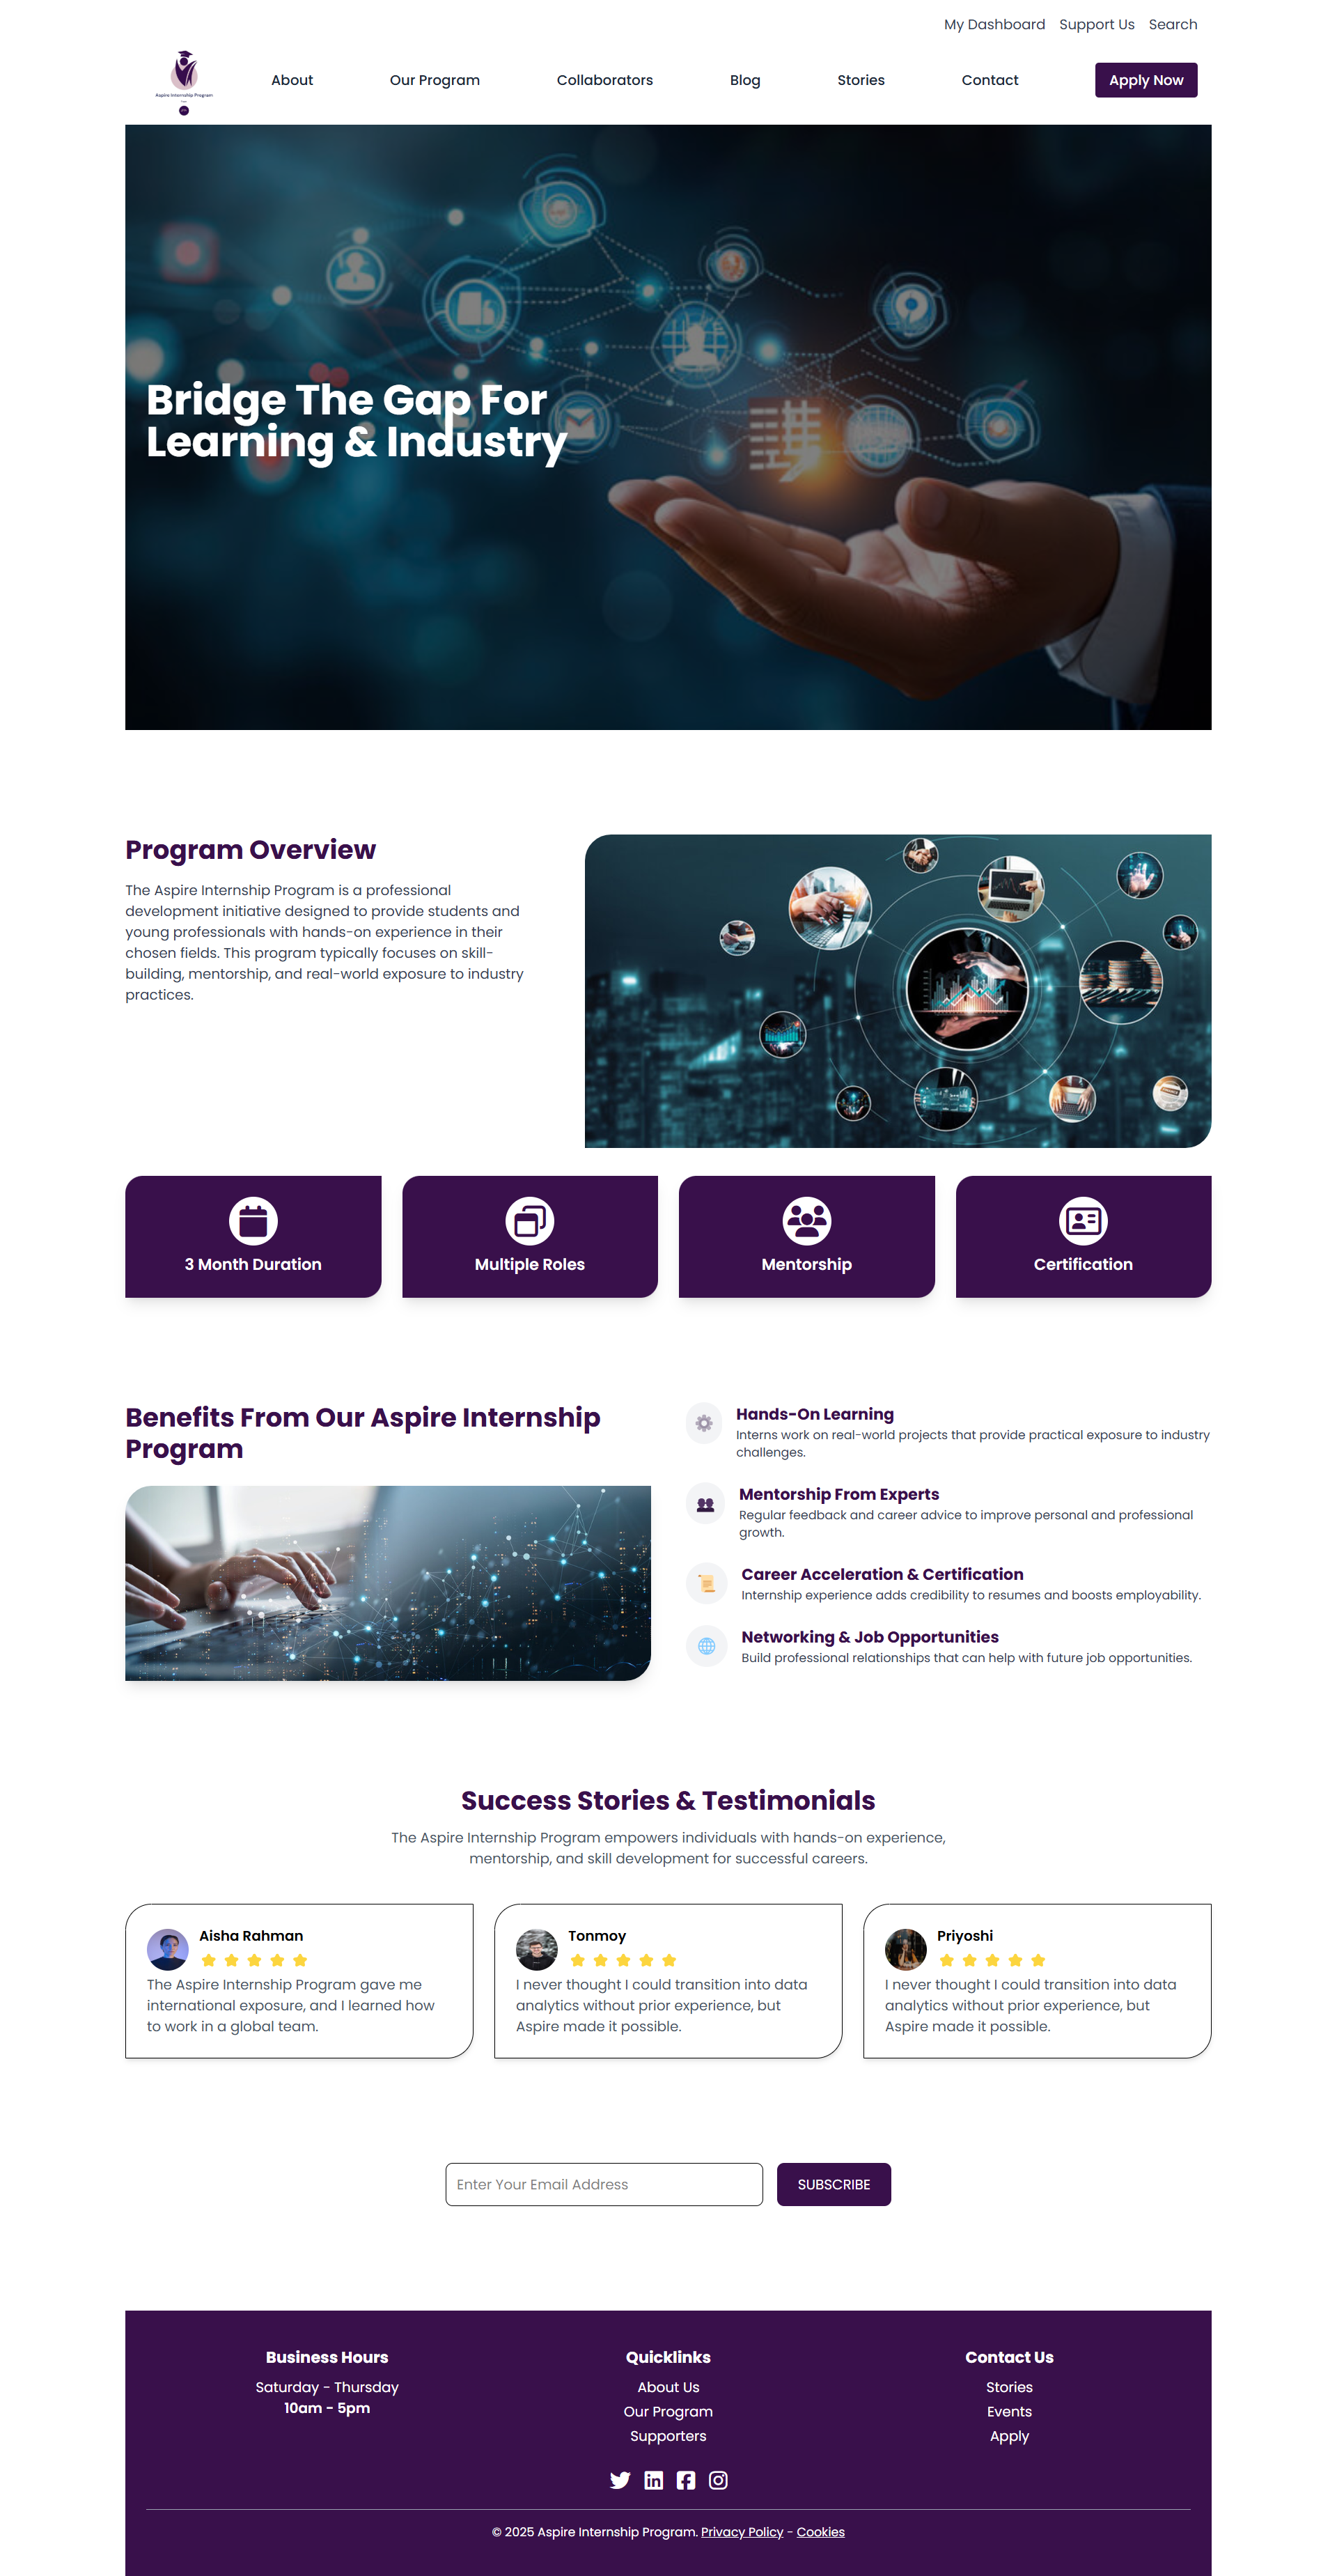 My Dashboard Support Us Search
Aspire Internship Program
About Our Program Collaborators Blog Stories Contact Apply Now
Bridge The Gap For
Learning & Industry
Program Overview
The Aspire Internship Program is a professional
development initiative designed to provide students and
young professionals with hands-on experience in their
chosen fields. This program typically focuses on skill-
building, mentorship, and real-world exposure to industry
practices.
3 Month Duration
Multiple Roles
Mentorship
Certification
Benefits From Our Aspire Internship
Program
Hands-On Learning
Interns work on real-world projects that provide practical exposure to industry
challenges.
Mentorship From Experts
Regular feedback and career advice to improve personal and professional
growth.
Career Acceleration & Certification
Internship experience adds credibility to resumes and boosts employability.
Networking & Job Opportunities
Build professional relationships that can help with future job opportunities.
Success Stories & Testimonials
The Aspire Internship Program empowers individuals with hands-on experience,
mentorship, and skill development for successful careers.
Aisha Rahman
The Aspire Internship Program gave me
international exposure, and I learned how
to work in a global team.
Tonmoy
I never thought I could transition into data
analytics without prior experience, but
Aspire made it possible.
Priyoshi
I never thought I could transition into data
analytics without prior experience, but
Aspire made it possible.
Enter Your Email Address
SUBSCRIBE
Business Hours
Saturday - Thursday
10am - 5pm
Quicklinks
About Us
Our Program
Supporters
Contact Us
Stories
Events
Apply
© 2025 Aspire Internship Program. Privacy Policy - Cookies